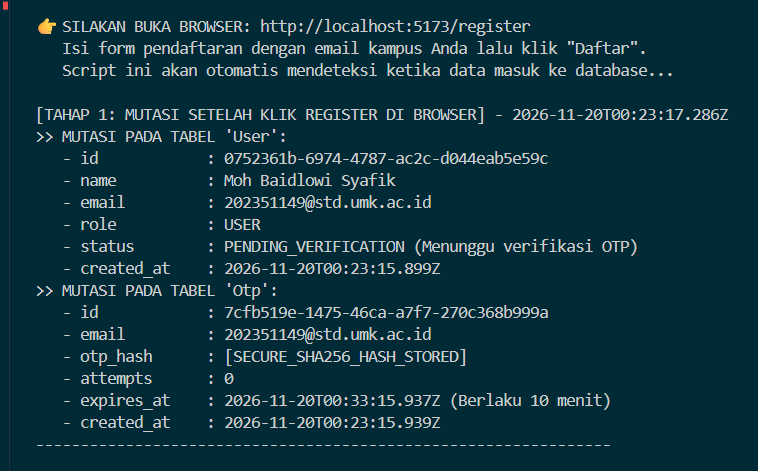 👉 SILAKAN BUKA BROWSER: http://localhost:5173/register
Isi form pendaftaran dengan email kampus Anda lalu klik "Daftar".
Script ini akan otomatis mendeteksi ketika data masuk ke database...
[TAHAP 1: MUTASI SETELAH KLIK REGISTER DI BROWSER] - 2026-11-20T00:23:17.286Z
>> MUTASI PADA TABEL 'User':
- id : 0752361b-6974-4787-ac2c-d044eab5e59c
- name : Moh Baidlowi Syafik
- email : 202351149@std.umk.ac.id
- role : USER
- status : PENDING_VERIFICATION (Menunggu verifikasi OTP)
- created_at : 2026-11-20T00:23:15.899Z
>> MUTASI PADA TABEL 'Otp':
- id : 7cfb519e-1475-46ca-a7f7-270c368b999a
- email : 202351149@std.umk.ac.id
- otp_hash : [SECURE_SHA256_HASH_STORED]
- attempts : 0
- expires_at : 2026-11-20T00:33:15.937Z (Berlaku 10 menit)
- created_at : 2026-11-20T00:23:15.939Z
----------------------------------------------------------------